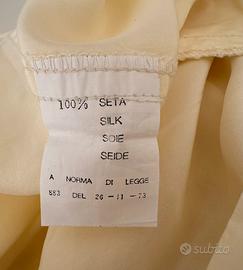 100% SETA
SILK
SOIE
SEIDE
A NORMA DI LEGGE
883 DEL 26-11-73
subito